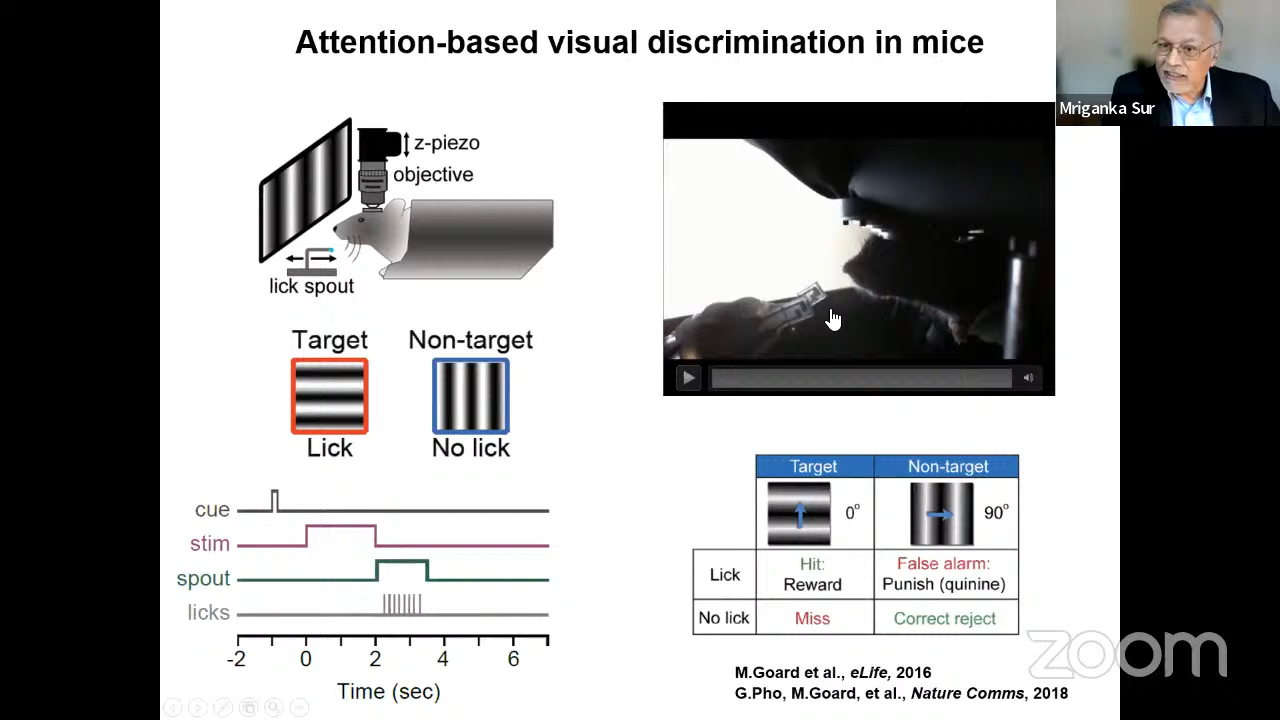 Attention-based visual discrimination in mice
Mriganka Sur
z-piezo
objective
lick spout
Target Non-target
Lick No lick
cue
stim
spout
licks
-2 0 2 4 6
Time (sec)
Target Non-target
0° 90°
Lick Hit: Reward False alarm: Punish (quinine)
No lick Miss Correct reject
M.Goard et al., eLife, 2016
G.Pho, M.Goard, et al., Nature Comms, 2018
zoom